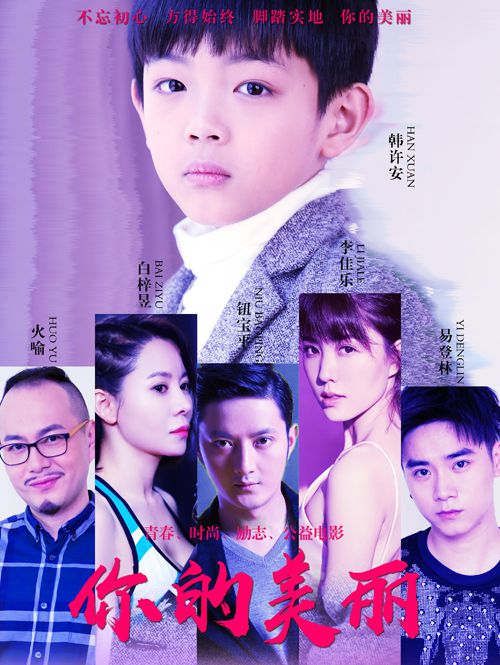 不忘初心 方得始终 脚踏实地 你的美丽
韩许安
HAN XUAN
李佳乐
LI JIALE
白梓昱
BAI ZIYU
钮宝平
NIU BAOPING
易登林
YI DENGLIN
火喻
HUO YU
青春、时尚、励志、公益电影
你的美丽